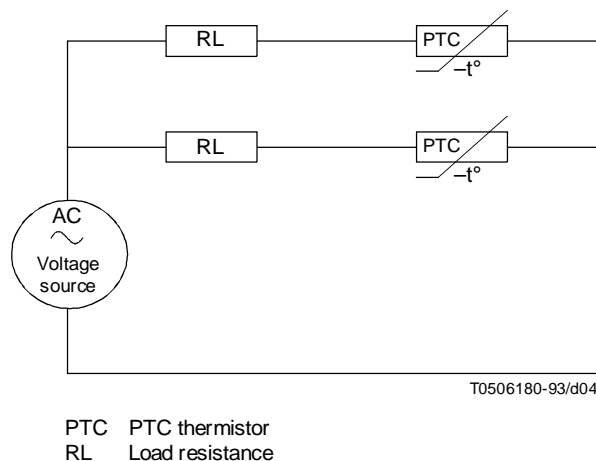 RL
PTC
–t°
RL
PTC
–t°
AC
Voltage
source
T0506180-93/d04
PTC PTC thermistor
RL Load resistance